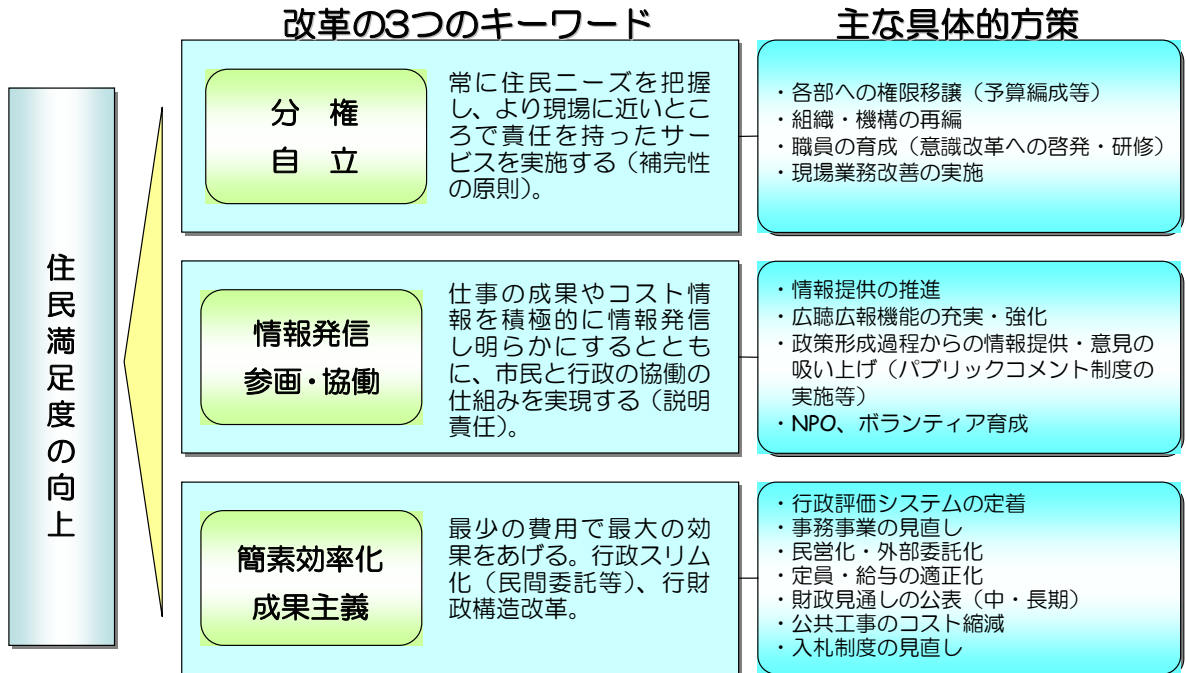 改革の3つのキーワード
主な具体的方策
住民満足度の向上
分　権
自　立
常に住民ニーズを把握
し、より現場に近いとこ
ろで責任を持ったサー
ビスを実施する（補完性
の原則）。
・各部への権限移譲（予算編成等）
・組織・機構の再編
・職員の育成（意識改革への啓発・研修）
・現場業務改善の実施
情報発信
参画・協働
仕事の成果やコスト情
報を積極的に情報発信
し明らかにするととも
に、市民と行政の協働の
仕組みを実現する（説明
責任）。
・情報提供の推進
・広聴広報機能の充実・強化
・政策形成過程からの情報提供・意見の
吸い上げ（パブリックコメント制度の
実施等）
・NPO、ボランティア育成
簡素効率化
成果主義
最少の費用で最大の効
果をあげる。行政スリム
化（民間委託等）、行財
政構造改革。
・行政評価システムの定着
・事務事業の見直し
・民営化・外部委託化
・定員・給与の適正化
・財政見通しの公表（中・長期）
・公共工事のコスト縮減
・入札制度の見直し